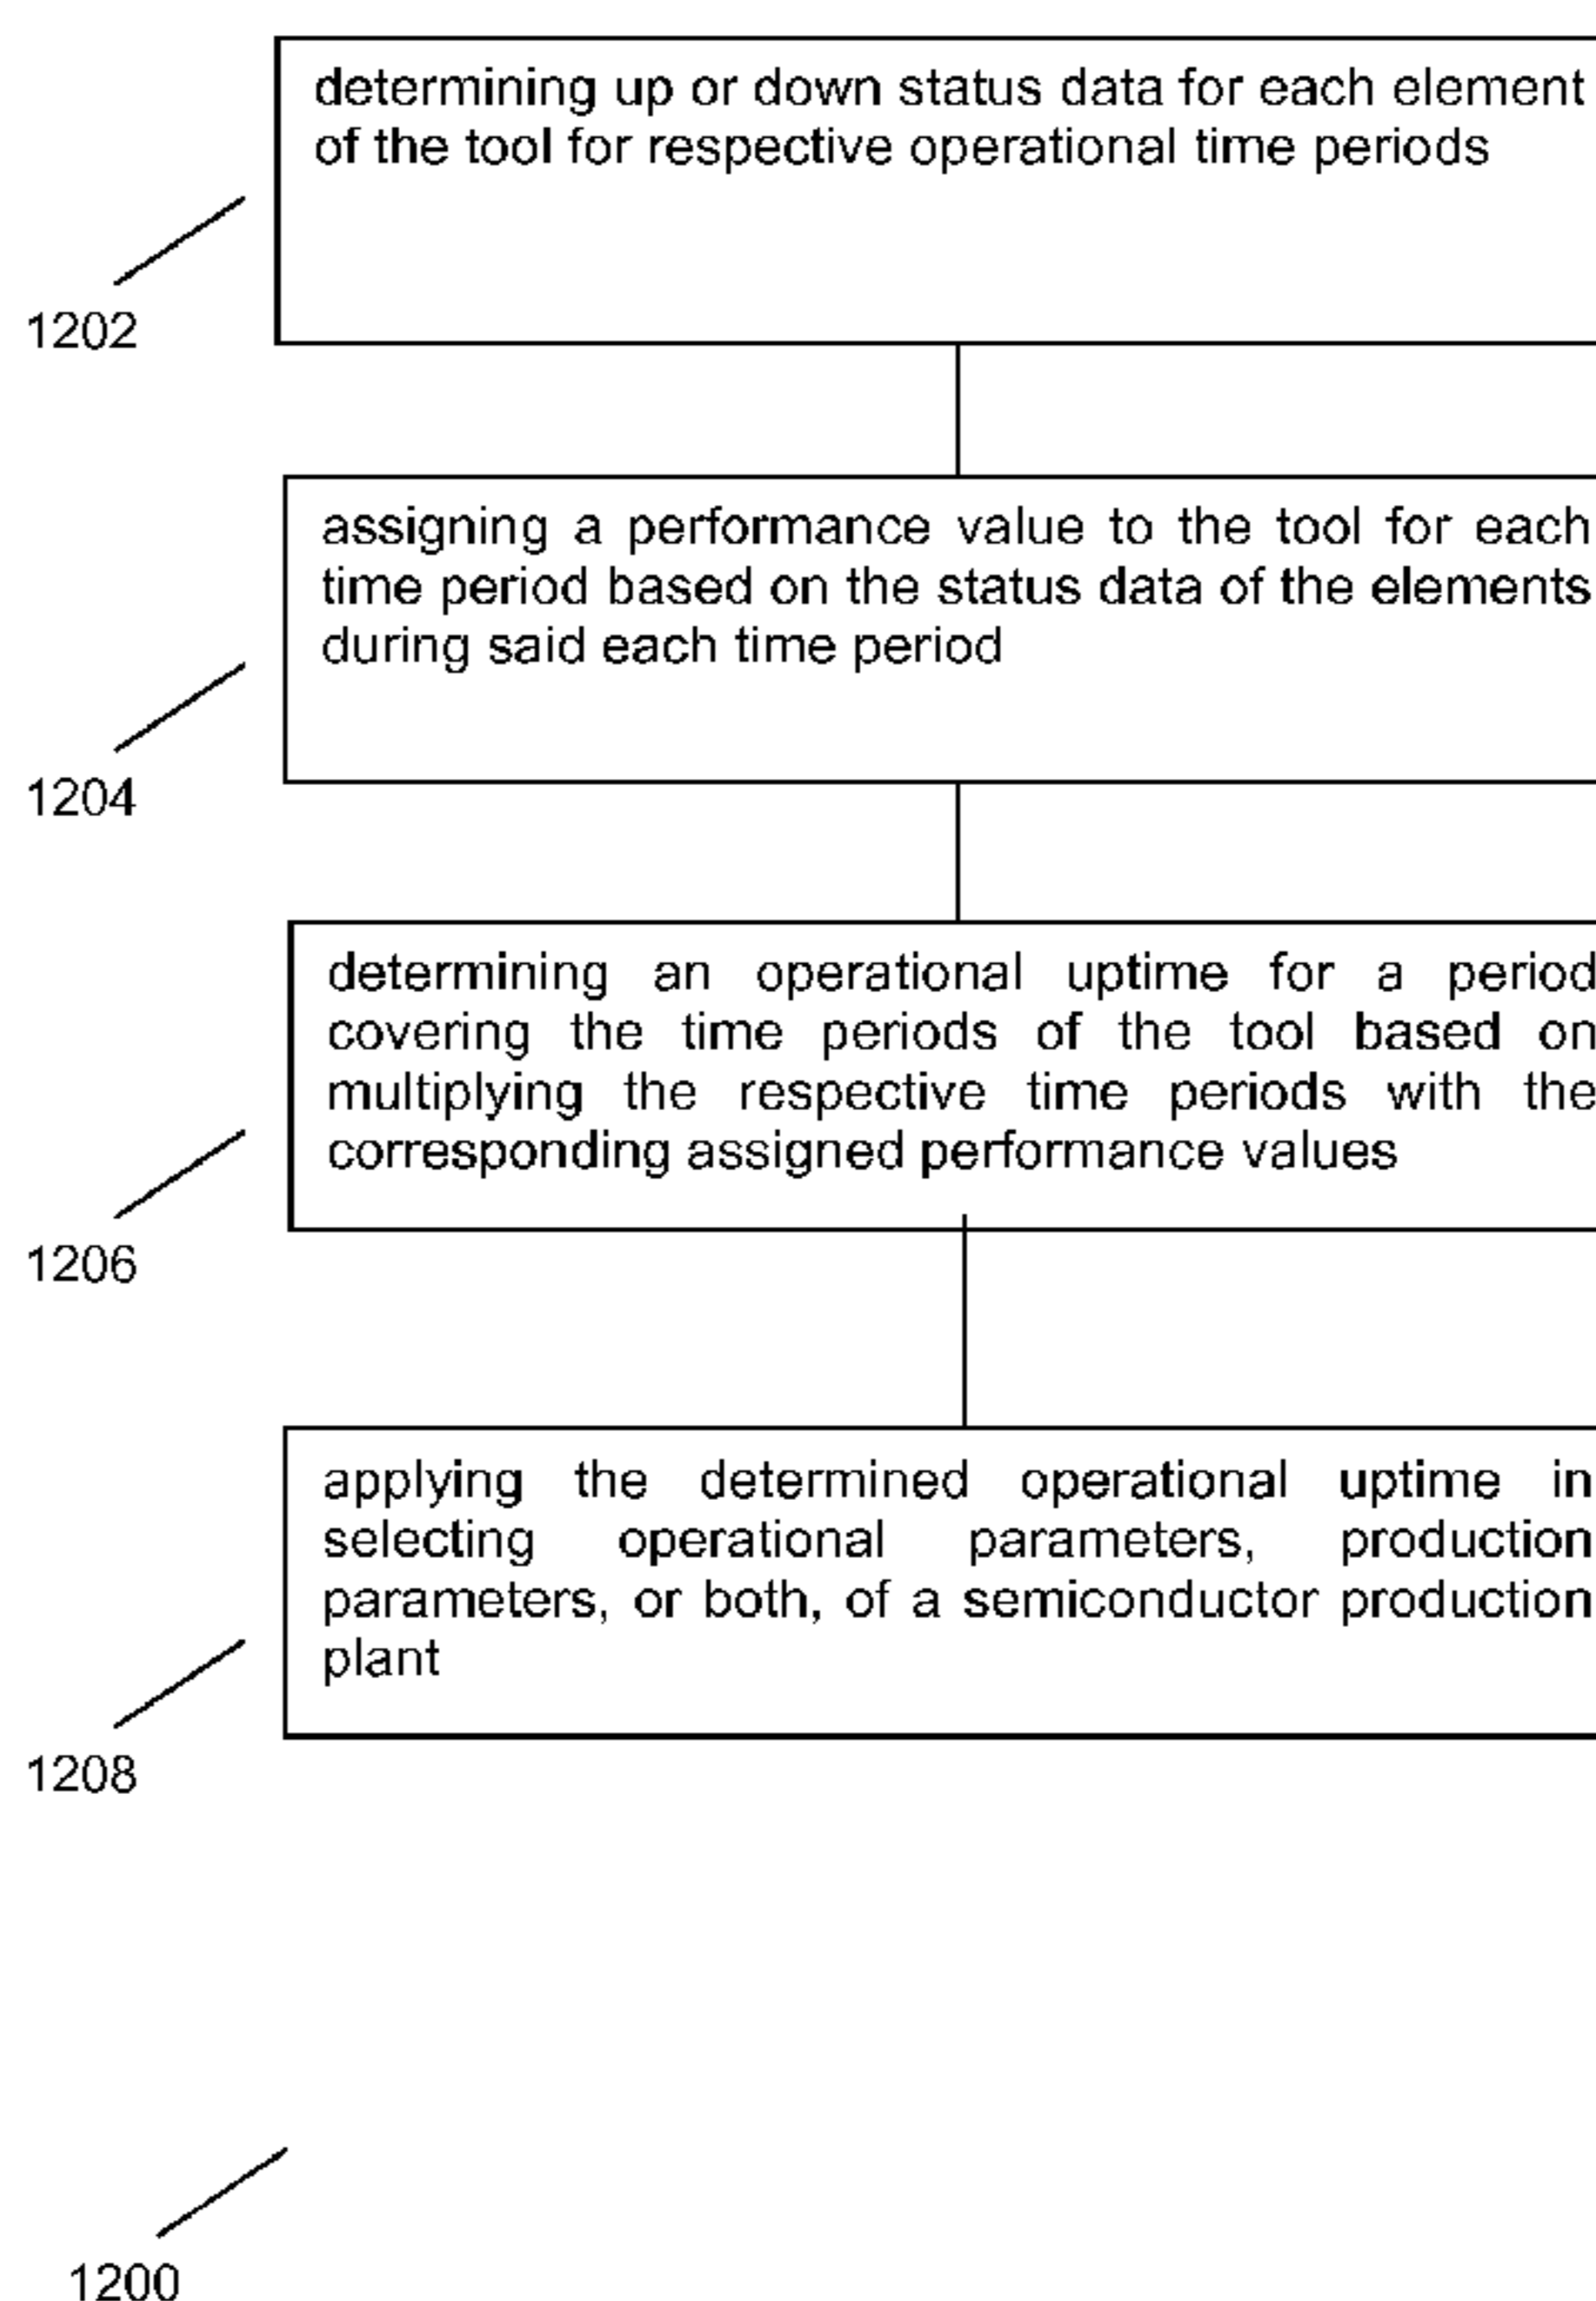 determining up or down status data for each element
of the tool for respective operational time periods
1202
assigning a performance value to the tool for each
time period based on the status data of the elements
during said each time period
1204
determining an operational uptime for a period
covering the time periods of the tool based on
multiplying the respective time periods with the
corresponding assigned performance values
1206
applying the determined operational uptime in
selecting operational parameters, production
parameters, or both, of a semiconductor production
plant
1208
1200